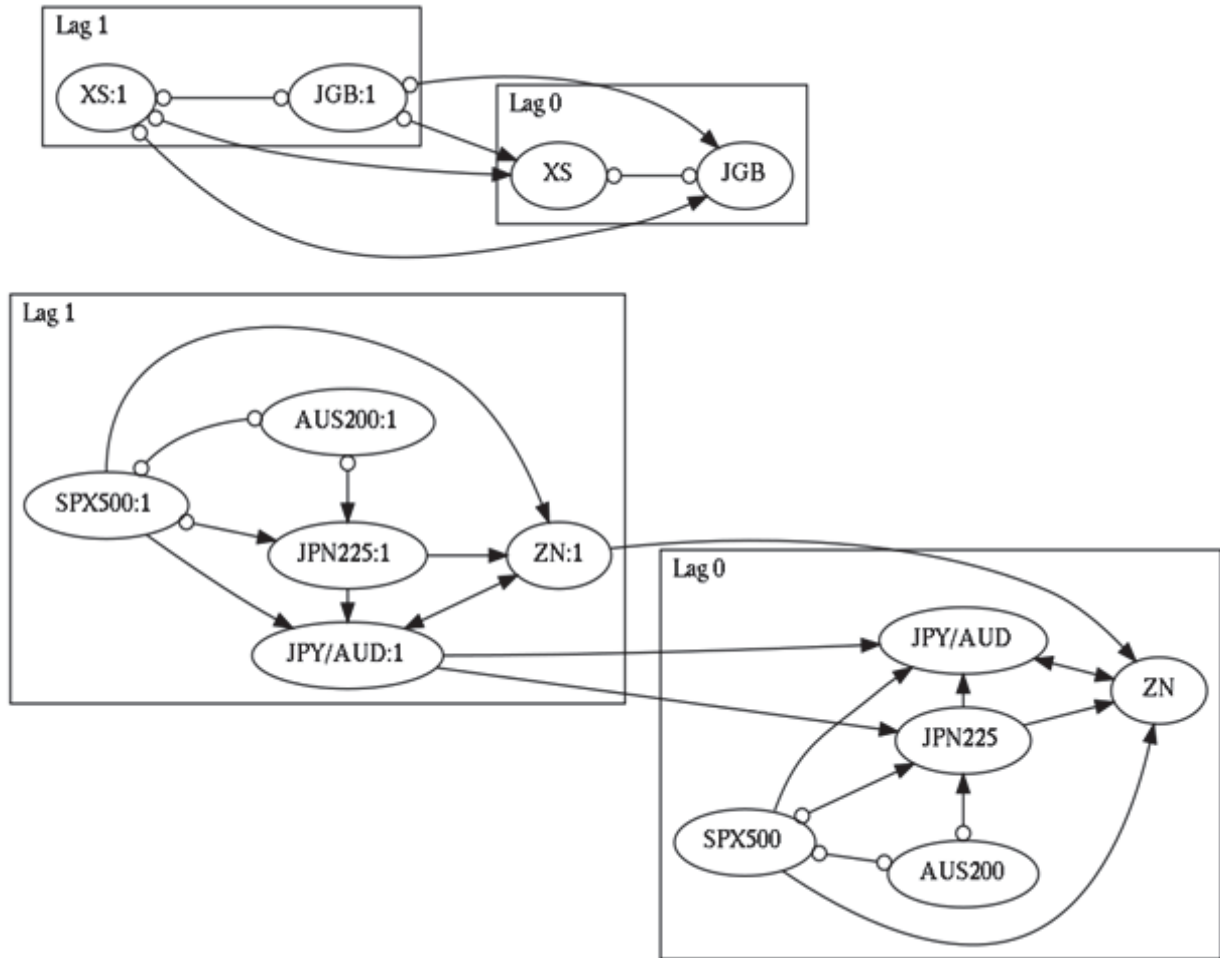 Lag 1
XS:1
JGB:1
Lag 0
XS
JGB
Lag 1
AUS200:1
SPX500:1
JPN225:1
ZN:1
JPY/AUD:1
Lag 0
JPY/AUD
ZN
JPN225
SPX500
AUS200